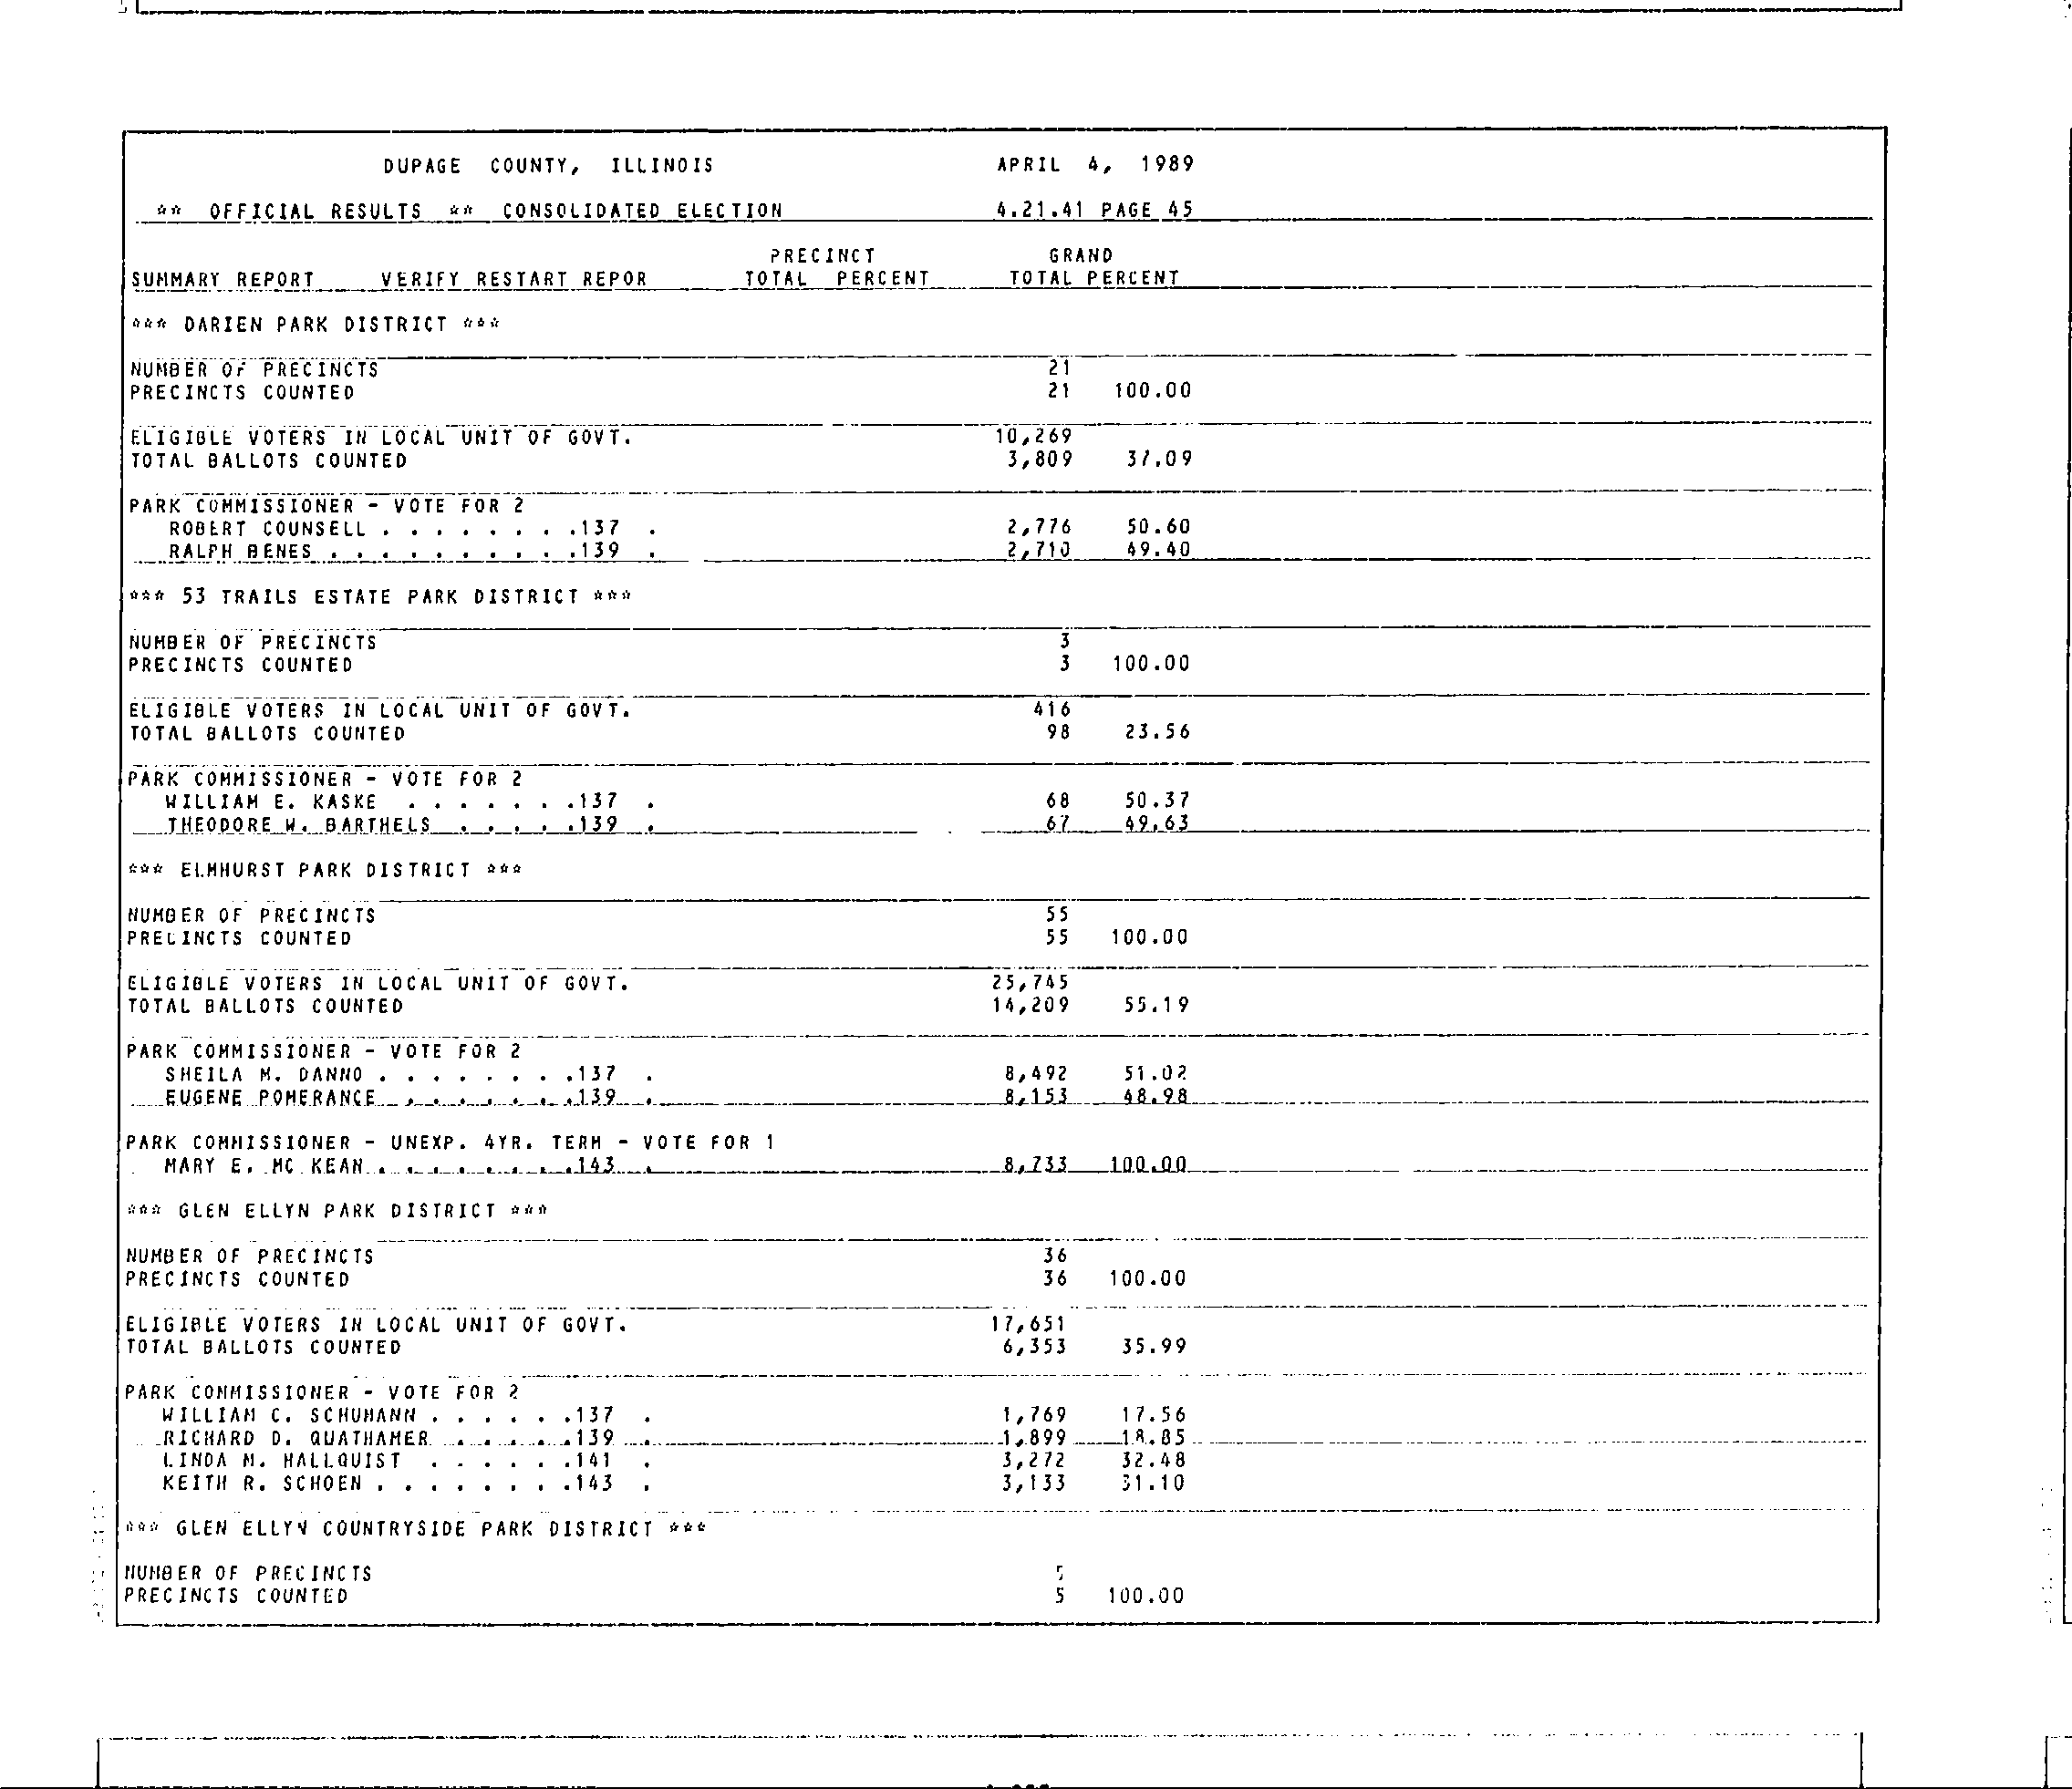 DUPAGE COUNTY, ILLINOIS APRIL 4, 1989
** OFFICIAL RESULTS ** CONSOLIDATED ELECTION 4.21.41 PAGE 45
PRECINCT GRAND
SUMMARY REPORT VERIFY RESTART REPOR TOTAL PERCENT TOTAL PERCENT
*** DARIEN PARK DISTRICT ***
NUMBER OF PRECINCTS 21
PRECINCTS COUNTED 21 100.00
ELIGIBLE VOTERS IN LOCAL UNIT OF GOVT. 10,269
TOTAL BALLOTS COUNTED 3,809 37.09
PARK COMMISSIONER - VOTE FOR 2
ROBERT COUNSELL . . . . . . . .137 . 2,776 50.60
RALPH BENES . . . . . . . . . .139 . 2,710 49.40
*** 53 TRAILS ESTATE PARK DISTRICT ***
NUMBER OF PRECINCTS 3
PRECINCTS COUNTED 3 100.00
ELIGIBLE VOTERS IN LOCAL UNIT OF GOVT. 416
TOTAL BALLOTS COUNTED 98 23.56
PARK COMMISSIONER - VOTE FOR 2
WILLIAM E. KASKE . . . . . . .137 . 68 50.37
THEODORE W. BARTHELS . . . . .139 . 67 49.63
*** ELMHURST PARK DISTRICT ***
NUMBER OF PRECINCTS 55
PRECINCTS COUNTED 55 100.00
ELIGIBLE VOTERS IN LOCAL UNIT OF GOVT. 25,745
TOTAL BALLOTS COUNTED 14,209 55.19
PARK COMMISSIONER - VOTE FOR 2
SHEILA M. DANNO . . . . . . . .137 . 8,492 51.02
EUGENE POMERANCE . . . . . . .139 . 8,153 48.98
PARK COMMISSIONER - UNEXP. 4YR. TERM - VOTE FOR 1
MARY E. MC KEAN . . . . . . . .143 . 8,733 100.00
*** GLEN ELLYN PARK DISTRICT ***
NUMBER OF PRECINCTS 36
PRECINCTS COUNTED 36 100.00
ELIGIBLE VOTERS IN LOCAL UNIT OF GOVT. 17,651
TOTAL BALLOTS COUNTED 6,353 35.99
PARK COMMISSIONER - VOTE FOR 2
WILLIAM C. SCHUMANN . . . . . .137 . 1,769 17.56
RICHARD D. QUATHAMER . . . . .139 . 1,899 18.85
LINDA M. HALLQUIST . . . . . .141 . 3,272 32.48
KEITH R. SCHOEN . . . . . . . .143 . 3,133 31.10
*** GLEN ELLYN COUNTRYSIDE PARK DISTRICT ***
NUMBER OF PRECINCTS 5
PRECINCTS COUNTED 5 100.00